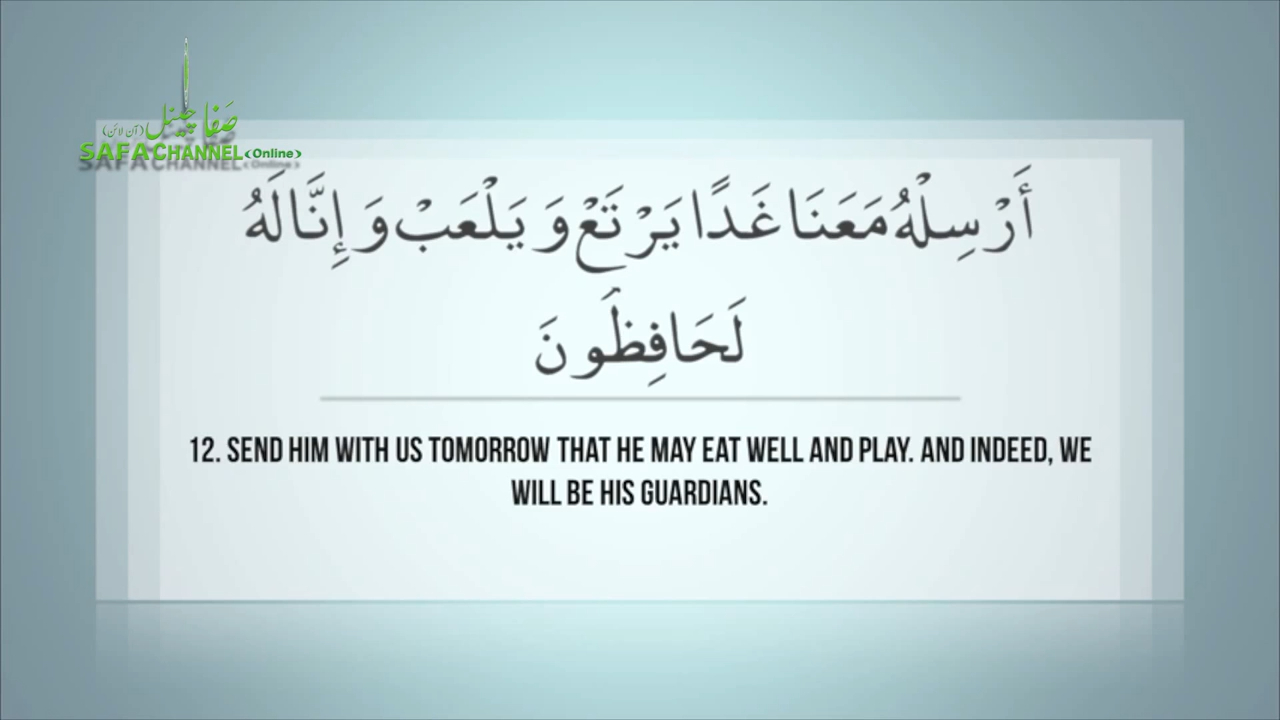 صَفا چینل (آن لائن)
SAFA CHANNEL ‹Online›
أَرْسِلْهُ مَعَنَا غَدًا يَرْتَعْ وَيَلْعَبْ وَإِنَّا لَهُ
لَحَافِظُونَ
12. SEND HIM WITH US TOMORROW THAT HE MAY EAT WELL AND PLAY. AND INDEED, WE
WILL BE HIS GUARDIANS.